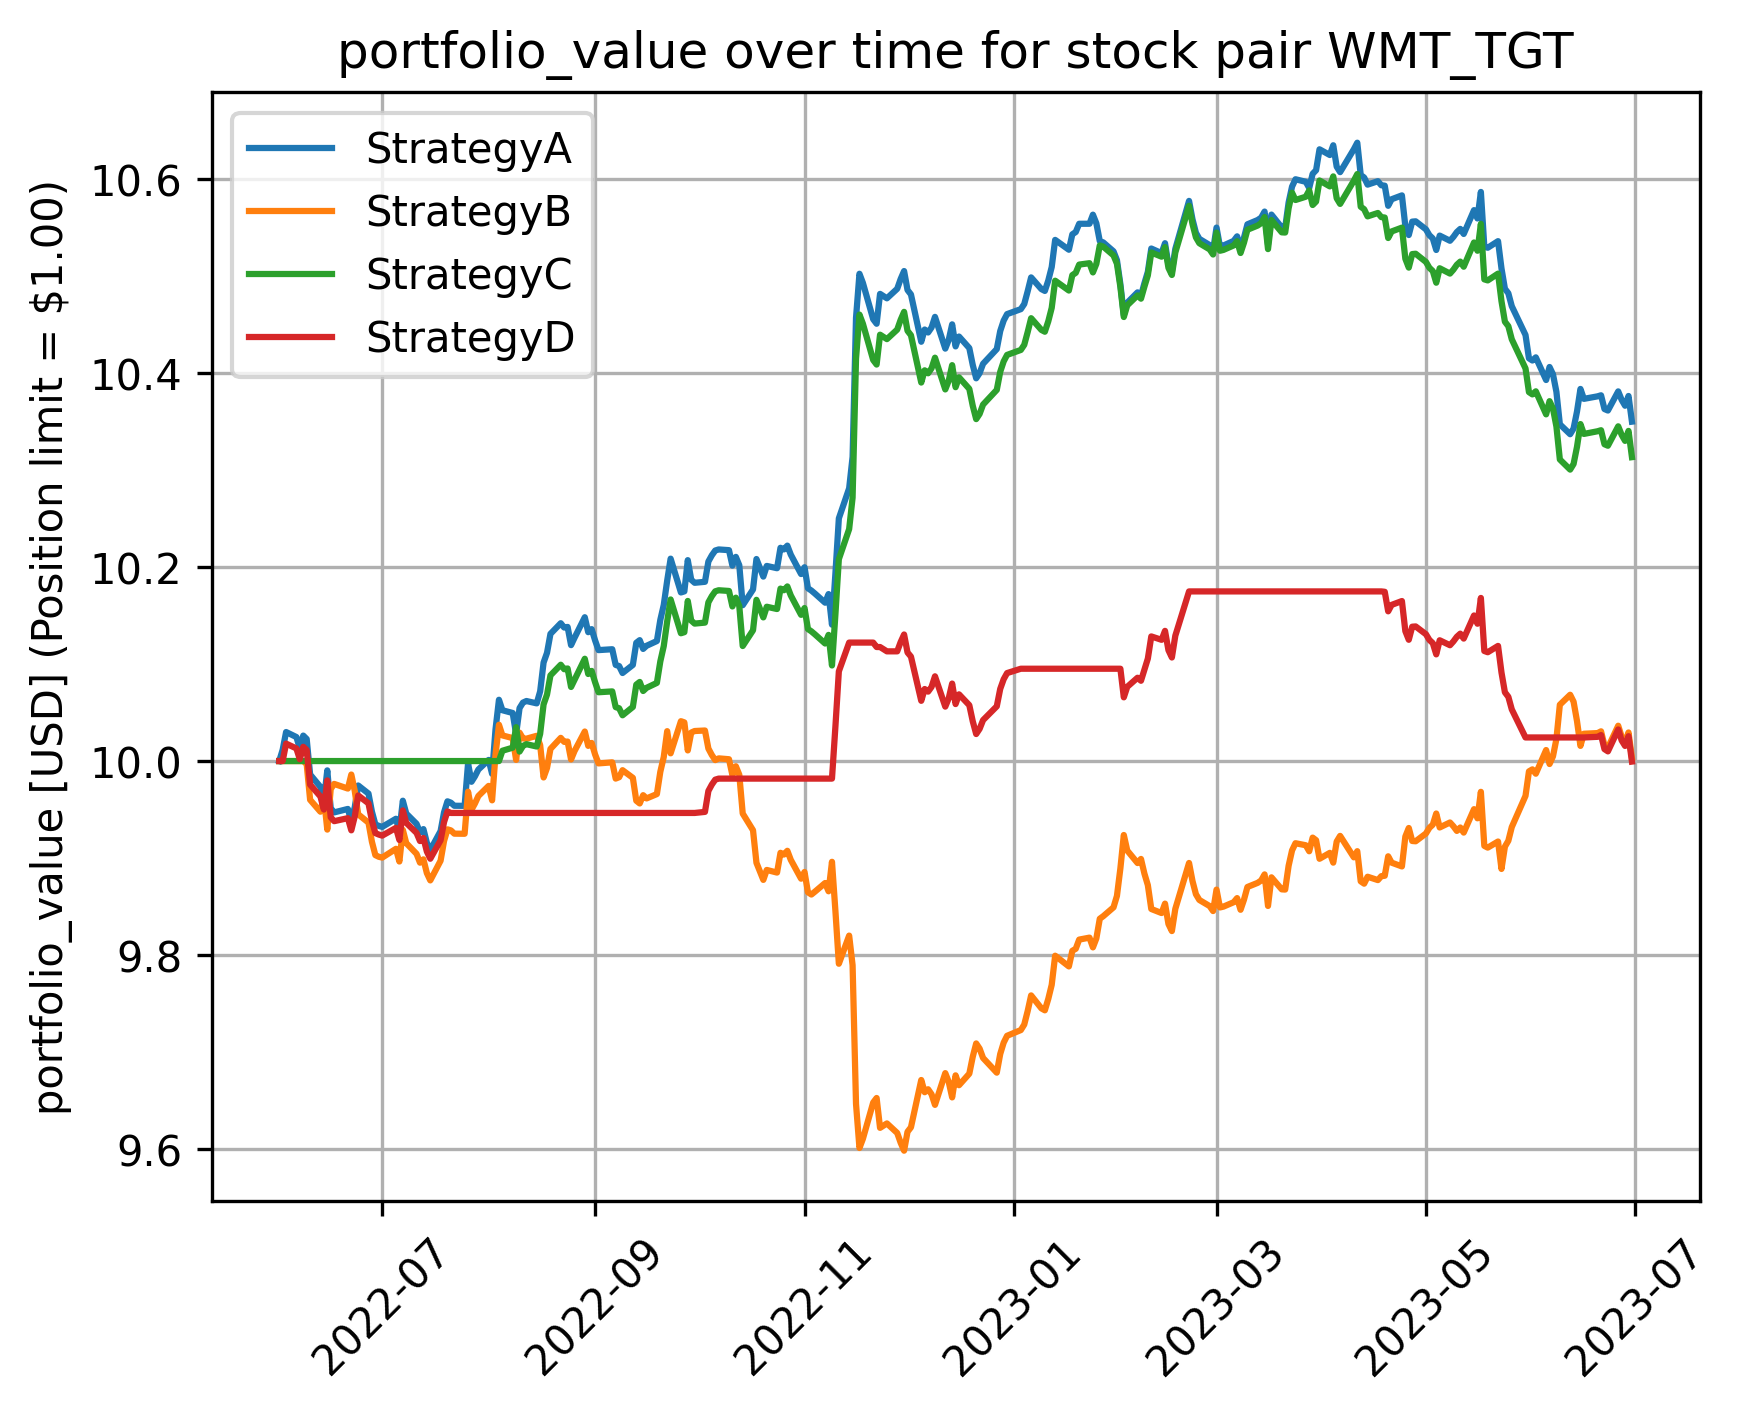 portfolio_value over time for stock pair WMT_TGT
StrategyA
StrategyB
StrategyC
StrategyD
portfolio_value [USD] (Position limit = $1.00)
10.6
10.4
10.2
10.0
9.8
9.6
2022-07
2022-09
2022-11
2023-01
2023-03
2023-05
2023-07